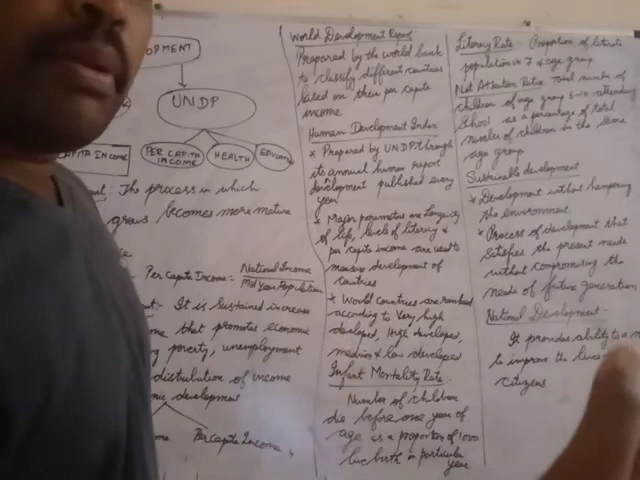 OPMENT
UNDP
CAPITA INCOME
PER CAPITA
INCOME
HEALTH
The process in which
grows becomes more mature
Per Capita Income = National Income
Mid Year Population
It is sustained increase
that promotes economic
poverty, unemployment
distribution of income
development
Per Capita Income
World Development Report
Prepared by the world bank
to classify different countries
based on their per capita
income
Human Development Index
* Prepared by UNDP through
its annual human report
development published every
year
* Major parameters are Longevity
of life, levels of literacy &
per capita income are used to
measure development of
countries
* World Countries are ranked
according to Very high
developed, High developed,
medium & low developed
Infant Mortality Rate
Number of children
die before one year of
age as a proportion of 1000
live birth in particular
year
Literacy Rate Proportion of literate
population in 7 & age group
Net Attention Ratio Total number of
children of age group attending
School as a percentage of total
number of children in the same
age group
Sustainable development
* Development without hampering
the environment
* Process of development that
satisfies the present needs
without compromising the
needs of future generation
National Development-
It provides ability to a
to improve the lives
citizens